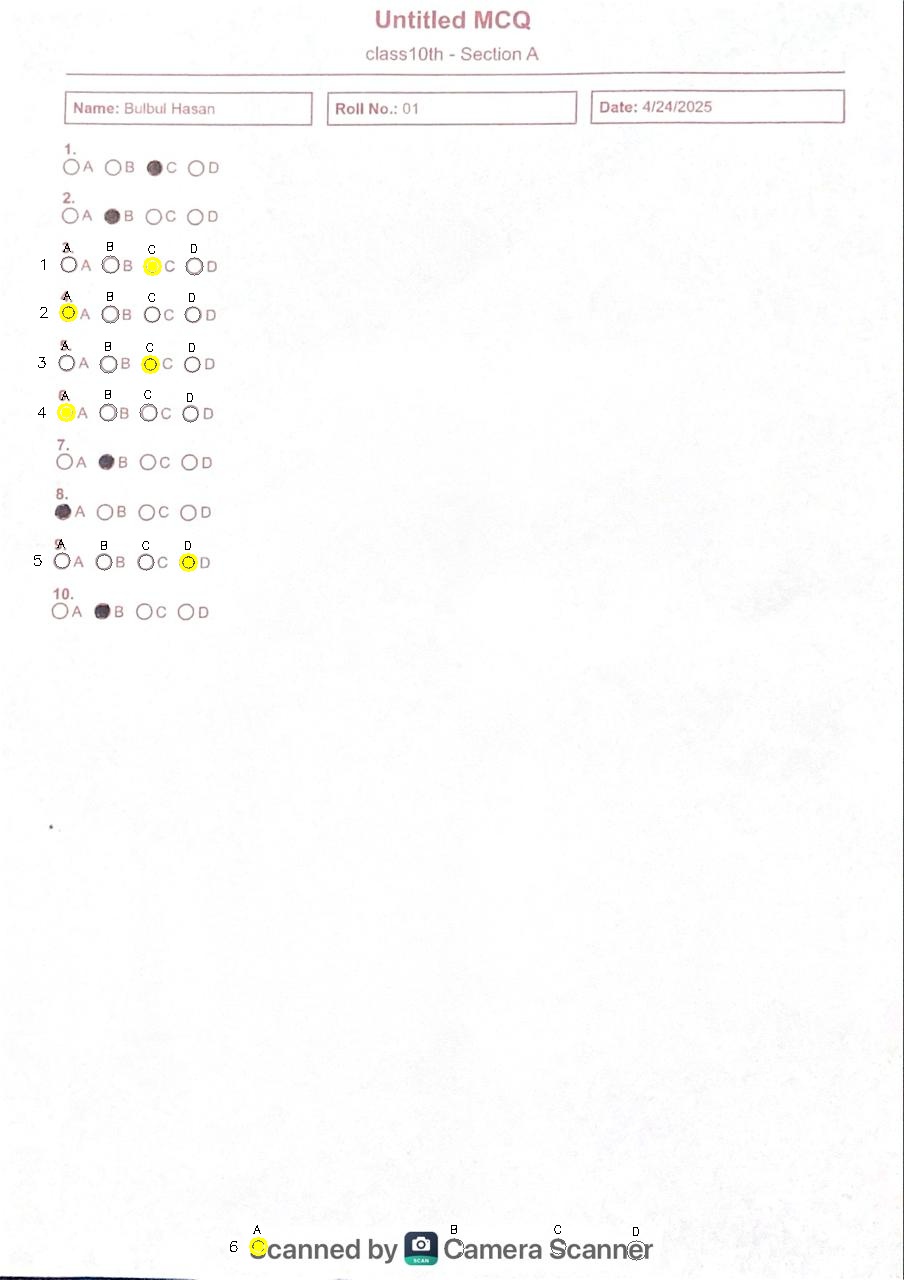 Untitled MCQ
class10th - Section A
Name: Bulbul Hasan
Roll No.: 01
Date: 4/24/2025
1.
A B C D
2.
A B C D
A B C D
1 A B C D
A B C D
2 A B C D
A B C D
3 A B C D
A B C D
4 A B C D
7.
A B C D
8.
A B C D
A B C D
5 A B C D
10.
A B C D
A B C D
6 Scanned by SCAN Camera Scanner